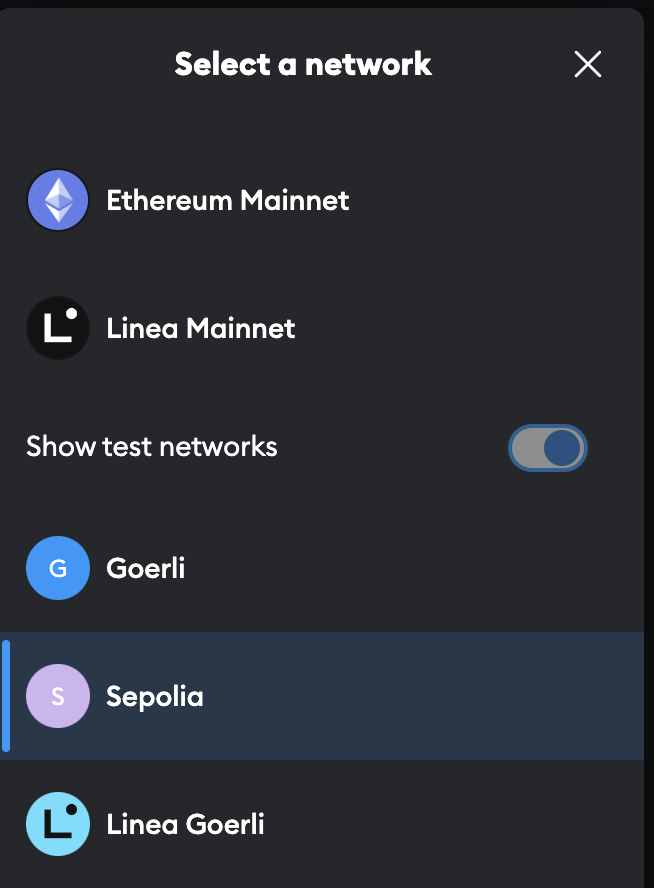 Select a network
Ethereum Mainnet
L
Linea Mainnet
Show test networks
G
Goerli
S
Sepolia
L
Linea Goerli